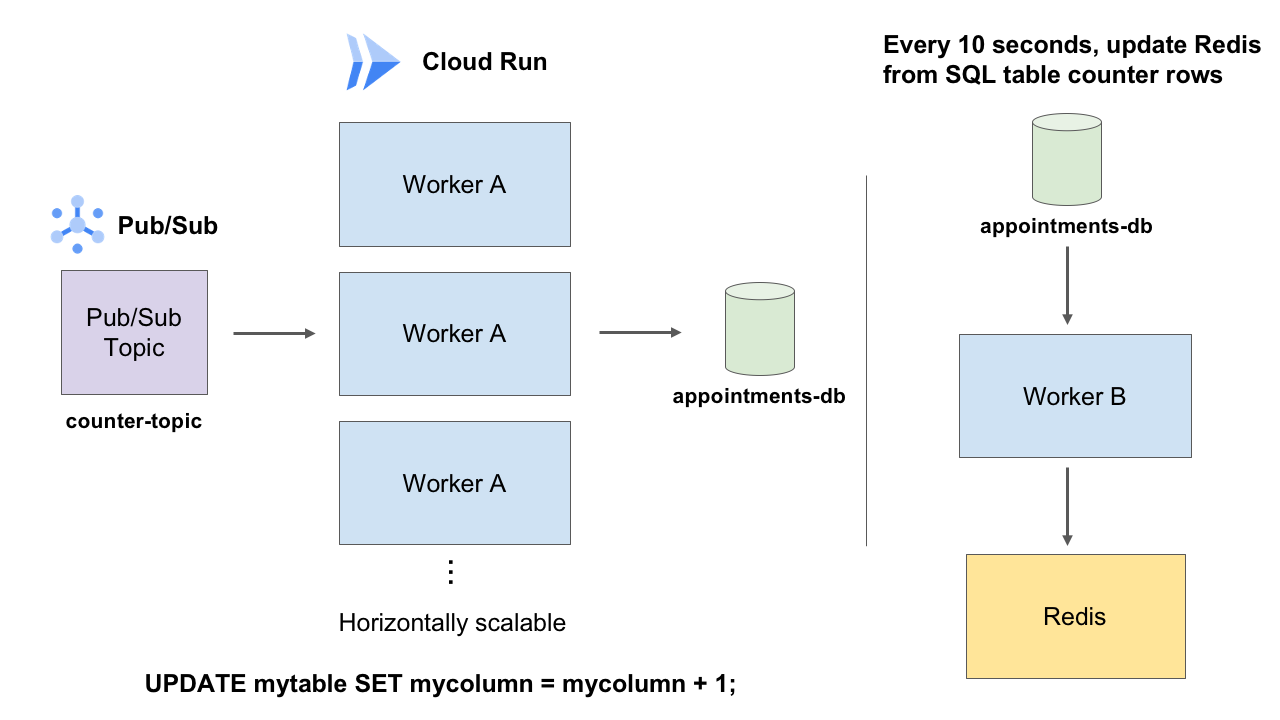 Cloud Run
Worker A
Worker A
Worker A
⋮
Horizontally scalable
Pub/Sub
Pub/Sub
Topic
counter-topic
appointments-db
UPDATE mytable SET mycolumn = mycolumn + 1;
Every 10 seconds, update Redis
from SQL table counter rows
appointments-db
Worker B
Redis